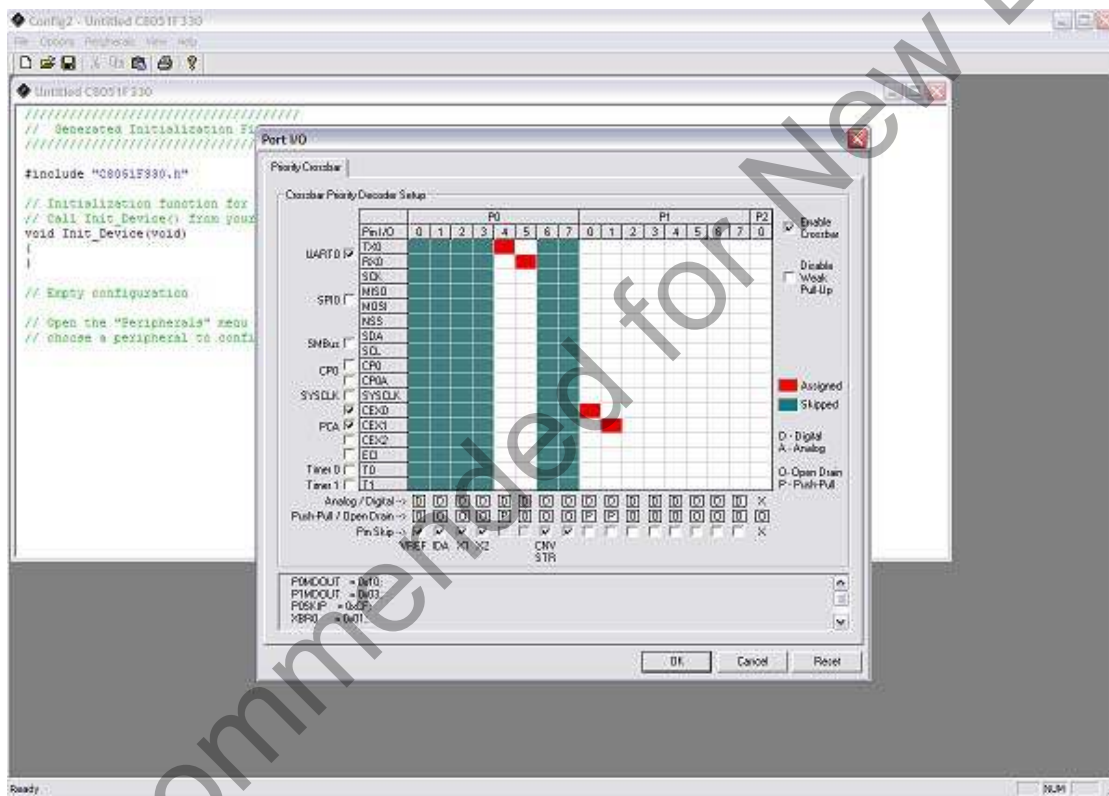 Config2 - Untitled C8051F330
File Options Peripherals View Help
Untitled C8051F330
////////////////////////////////////
// Generated Initialization Fi
#include "C8051F330.h"
// Initialization function for
// Call Init_Device() from your
void Init_Device(void)
{
}
// Empty configuration
// Open the "Peripherals" menu
// choose a peripheral to confi
Port I/O
Priority Crossbar
Crossbar Priority Decoder Setup
P0 P1 P2
Pin I/O 0 1 2 3 4 5 6 7 0 1 2 3 4 5 6 7 0
UART0 TX0
RX0
SCK
SPI0 MISO
MOSI
NSS
SMBus SDA
SCL
CP0 CP0
CP0A
SYSCLK SYSCLK
CEX0
PCA CEX1
CEX2
ECI
Timer 0 T0
Timer 1 T1
Enable Crossbar
Disable Weak Pull-Up
Assigned
Skipped
D - Digital
A - Analog
O - Open Drain
P - Push-Pull
Analog / Digital -->
Push-Pull / Open Drain -->
Pin Skip -->
VREF IDA X1 X2 CNV STR
P0MDOUT = 0x10;
P1MDOUT = 0x03;
P0SKIP = 0xCF;
XBR0 = 0x01;
OK Cancel Reset
Ready NUM
ommended for New